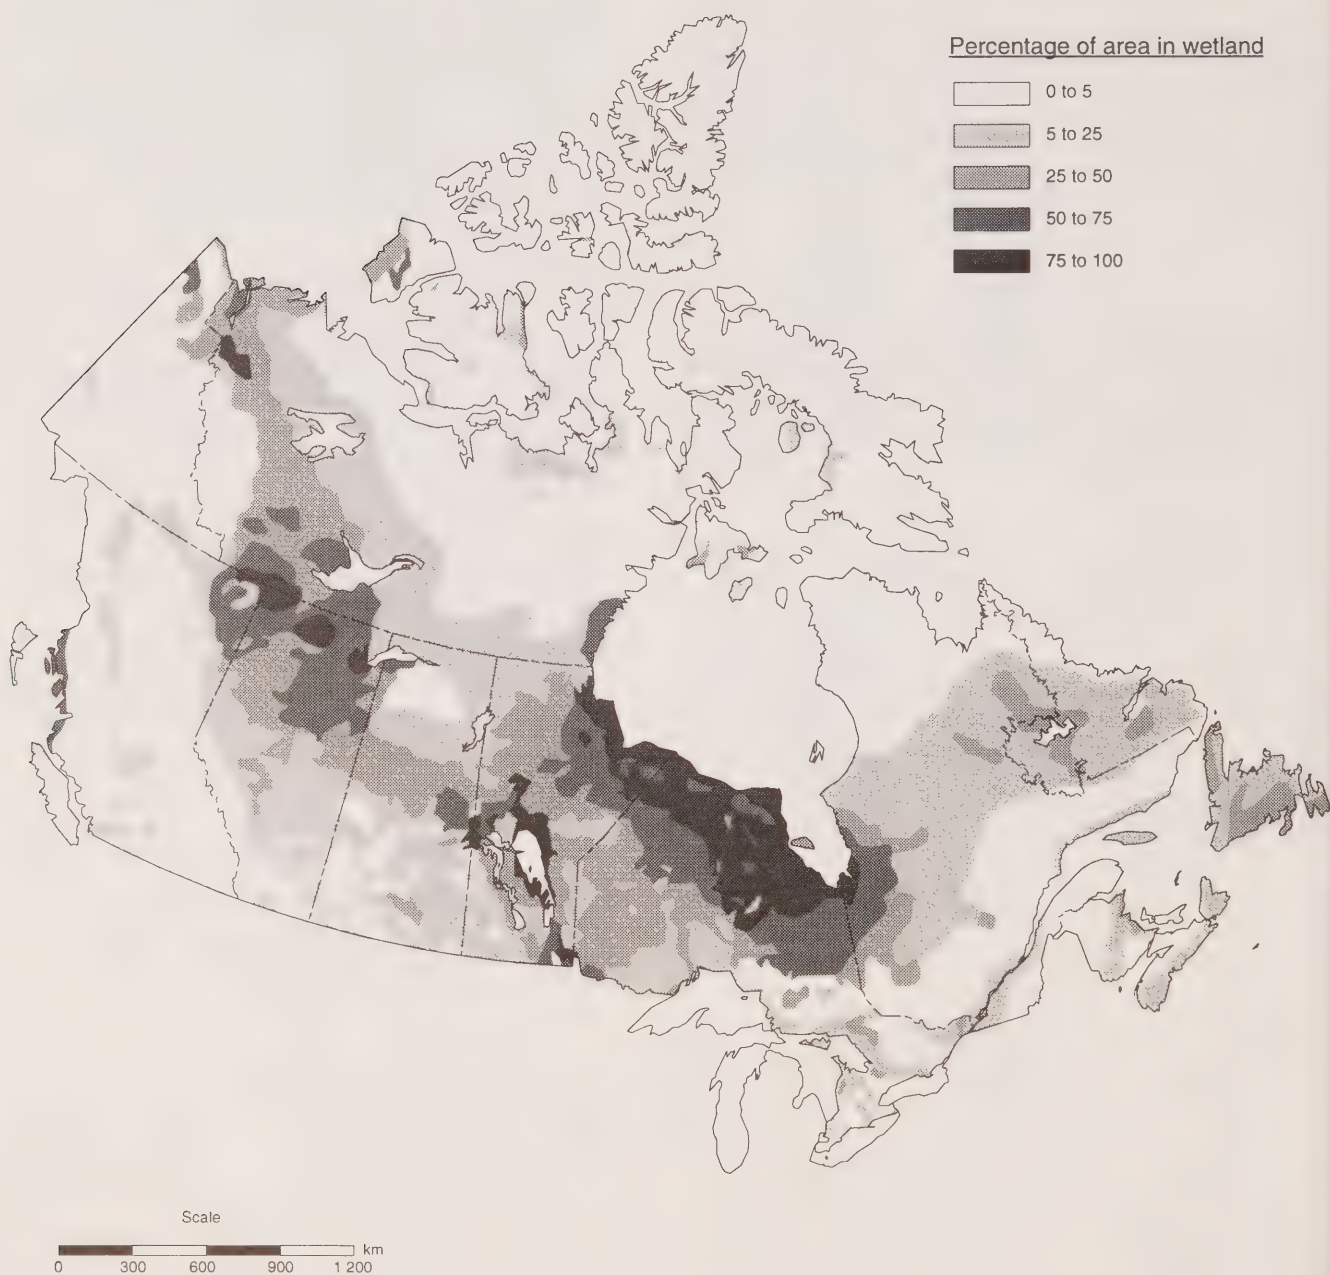 Percentage of area in wetland
0 to 5
5 to 25
25 to 50
50 to 75
75 to 100
Scale
km
0 300 600 900 1 200